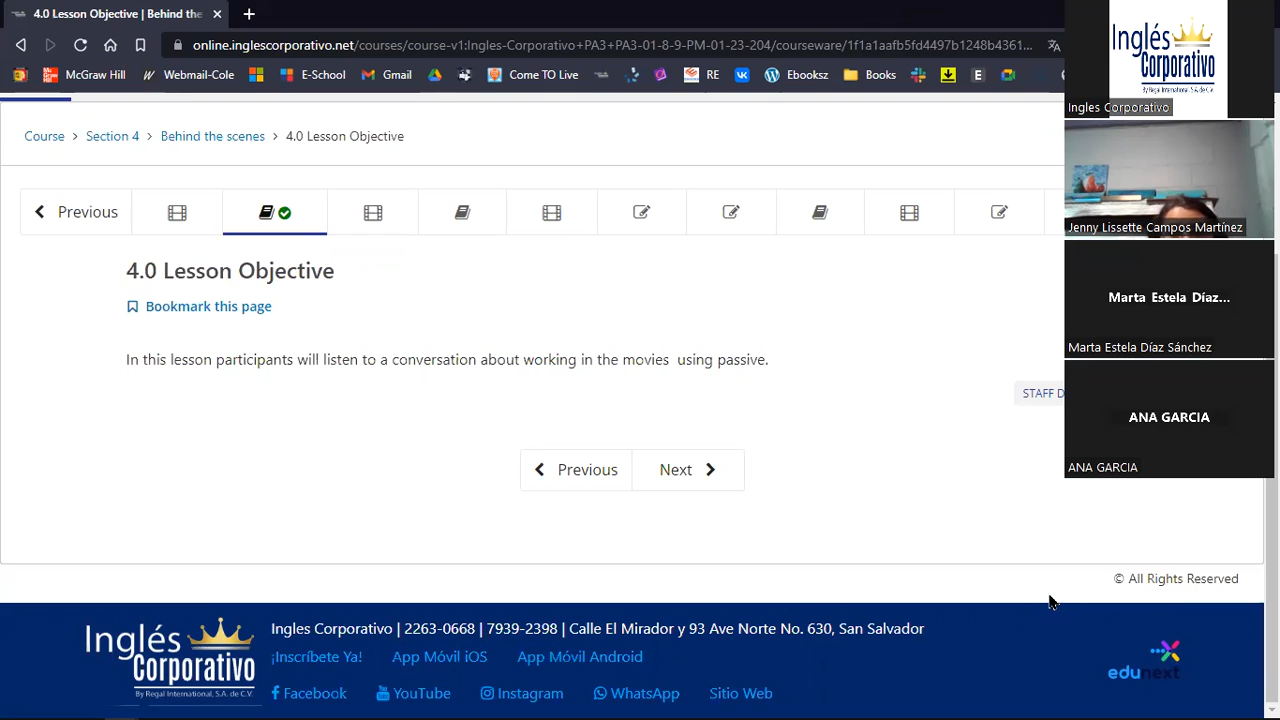 4.0 Lesson Objective | Behind the
online.inglescorporativo.net/courses/course-v1:Ingles-Corporativo+PA3+PA3-01-8-9-PM-01-23-204/courseware/1f1a1aafb5fd4497b1248b4361...
McGraw Hill
Webmail-Cole
E-School
Gmail
Come TO Live
RE
Ebooksz
Books
Course > Section 4 > Behind the scenes > 4.0 Lesson Objective
Previous
4.0 Lesson Objective
Bookmark this page
In this lesson participants will listen to a conversation about working in the movies using passive.
STAFF D
Previous
Next
© All Rights Reserved
Inglés
Corporativo
By Regal International, S.A. de C.V.
Ingles Corporativo | 2263-0668 | 7939-2398 | Calle El Mirador y 93 Ave Norte No. 630, San Salvador
¡Inscríbete Ya!
App Móvil iOS
App Móvil Android
Facebook
YouTube
Instagram
WhatsApp
Sitio Web
edunext
Inglés
Corporativo
By Regal International, S.A. de C.V.
Ingles Corporativo
Jenny Lissette Campos Martínez
Marta Estela Díaz...
Marta Estela Díaz Sánchez
ANA GARCIA
ANA GARCIA